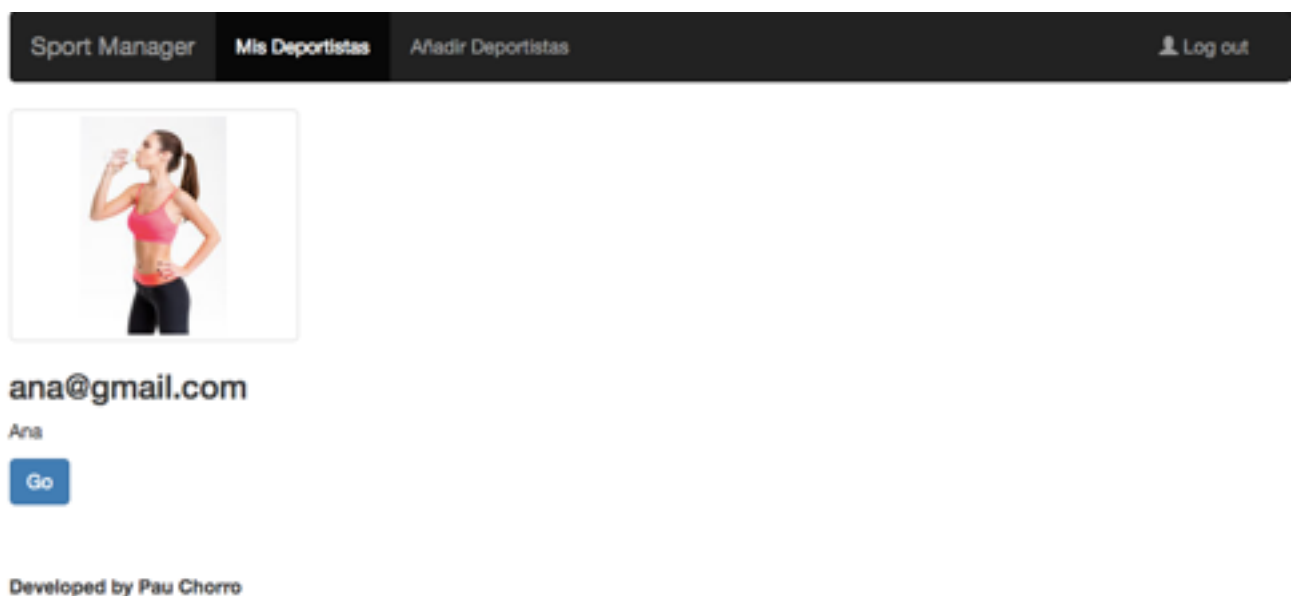 Sport Manager Mis Deportistas Añadir Deportistas Log out
ana@gmail.com
Ana
Go
Developed by Pau Chorro